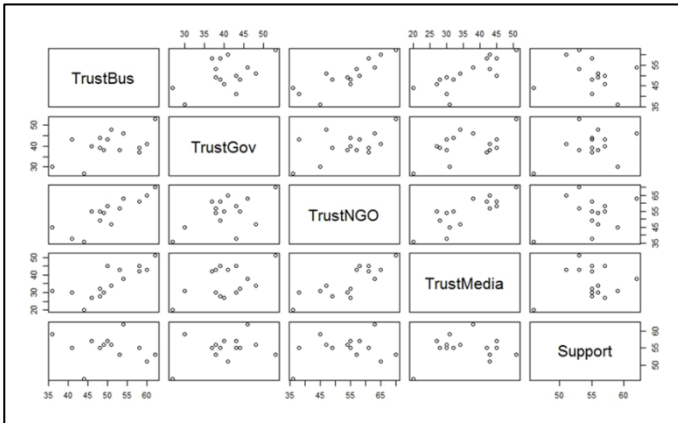 30 40 50 20 25 30 35 40 45 50
TrustBus
35 45 55
TrustGov
30 40 50
TrustNGO
35 45 55 65
TrustMedia
20 30 40 50
Support
50 55 60
35 40 45 50 55 60
35 45 55 65
50 55 60